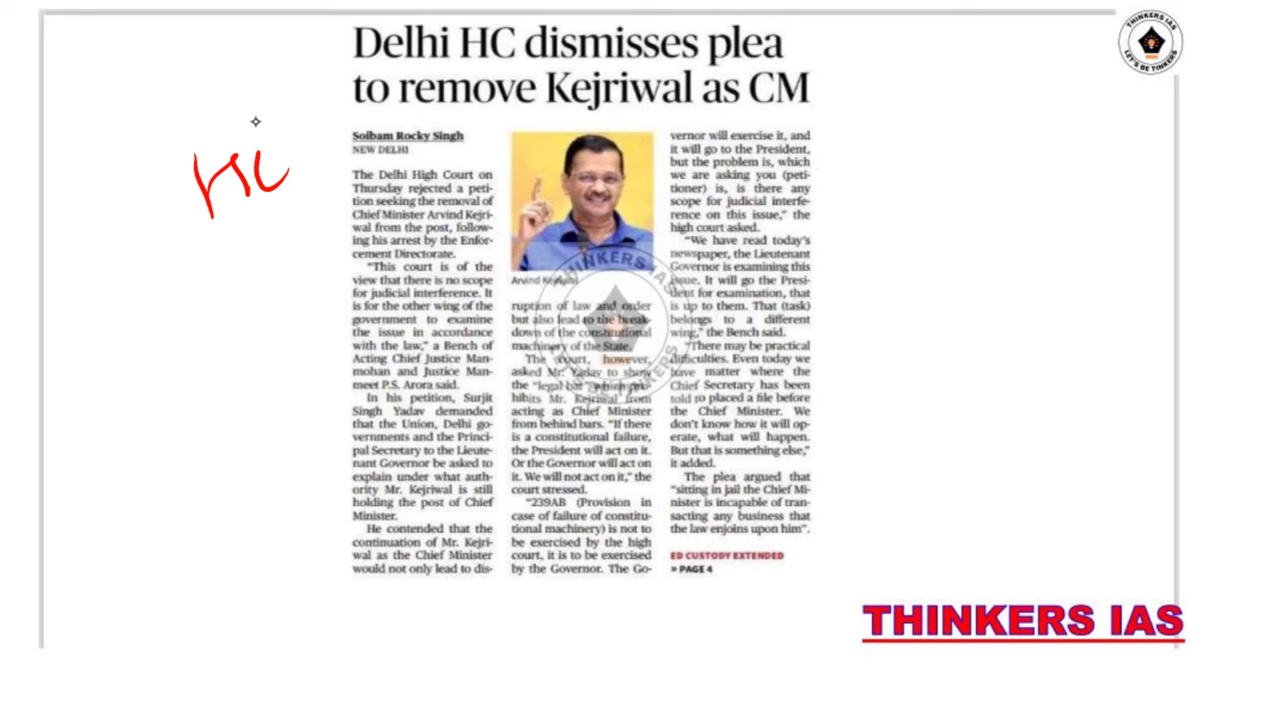 THINKERS IAS
LET'S BE TINKERS
Delhi HC dismisses plea
to remove Kejriwal as CM
HC
Soibam Rocky Singh
NEW DELHI
The Delhi High Court on
Thursday rejected a peti-
tion seeking the removal of
Chief Minister Arvind Kejri-
wal from the post, follow-
ing his arrest by the Enfor-
cement Directorate.
"This court is of the
view that there is no scope
for judicial interference. It
is for the other wing of the
government to examine
the issue in accordance
with the law," a Bench of
Acting Chief Justice Man-
mohan and Justice Man-
meet P.S. Arora said.
In his petition, Surjit
Singh Yadav demanded
that the Union, Delhi go-
vernments and the Princi-
pal Secretary to the Lieute-
nant Governor be asked to
explain under what auth-
ority Mr. Kejriwal is still
holding the post of Chief
Minister.
He contended that the
continuation of Mr. Kejri-
wal as the Chief Minister
would not only lead to dis-
Arvind Kejriwal
ruption of law and order
but also lead to the break-
down of the constitutional
machinery of the State.
The court, however,
asked Mr. Yadav to show
the "legal bar" which pro-
hibits Mr. Kejriwal from
acting as Chief Minister
from behind bars. "If there
is a constitutional failure,
the President will act on it.
Or the Governor will act on
it. We will not act on it," the
court stressed.
"239AB (Provision in
case of failure of constitu-
tional machinery) is not to
be exercised by the high
court, it is to be exercised
by the Governor. The Go-
vernor will exercise it, and
it will go to the President,
but the problem is, which
we are asking you (peti-
tioner) is, is there any
scope for judicial interfe-
rence on this issue," the
high court asked.
"We have read today's
newspaper, the Lieutenant
Governor is examining this
issue. It will go the Presi-
dent for examination, that
is up to them. That (task)
belongs to a different
wing," the Bench said.
"There may be practical
difficulties. Even today we
have matter where the
Chief Secretary has been
told to placed a file before
the Chief Minister. We
don't know how it will op-
erate, what will happen.
But that is something else,"
it added.
The plea argued that
"sitting in jail the Chief Mi-
nister is incapable of tran-
sacting any business that
the law enjoins upon him".
ED CUSTODY EXTENDED
» PAGE 4
THINKERS IAS
THINKERS IAS